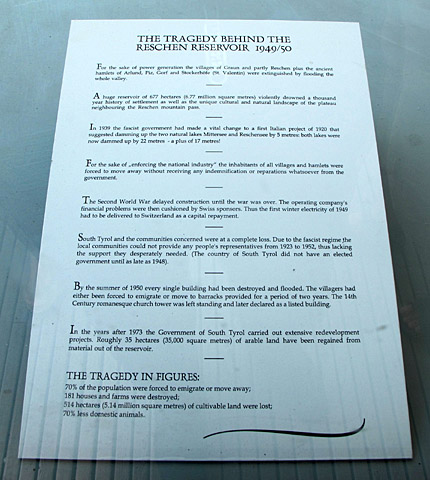 THE TRAGEDY BEHIND THE
RESCHEN RESERVOIR 1949/50
For the sake of power generation the villages of Graun and partly Reschen plus the ancient
hamlets of Arlund, Piz, Gorf and Stockerhöfe (St. Valentin) were extinguished by flooding
the whole valley.
A huge reservoir of 677 hectares (6.77 million square metres) violently drowned a thousand
year history of settlement as well as the unique cultural and natural landscape of the plateau
neighbouring the Reschen mountain pass.
In 1939 the fascist government had made a vital change to a first Italian project of 1920 that
suggested damming up the two natural lakes Mittersee and Reschensee by 5 metres: both lakes were
now dammed up by 22 metres - a plus of 17 metres!
For the sake of „enforcing the national industry" the inhabitants of all villages and hamlets were
forced to move away without receiving any indemnification or reparations whatsoever from the
government.
The Second World War delayed construction until the war was over. The operating company's
financial problems were then cushioned by Swiss sponsors. Thus the first winter electricity of 1949
had to be delivered to Switzerland as a capital repayment.
South Tyrol and the communities concerned were at a complete loss. Due to the fascist regime the
local communities could not provide any people's representatives from 1923 to 1952, thus lacking
the support they desperately needed. (The country of South Tyrol did not have an elected
government until as late as 1948).
By the summer of 1950 every single building had been destroyed and flooded. The villagers had
either been forced to emigrate or move to barracks provided for a period of two years. The 14th
Century romanesque church tower was left standing and later declared as a listed building.
In the years after 1973 the Government of South Tyrol carried out extensive redevelopment
projects. Roughly 35 hectares (35,000 square metres) of arable land have been regained from
material out of the reservoir.
THE TRAGEDY IN FIGURES:
70% of the population were forced to emigrate or move away;
181 houses and farms were destroyed;
514 hectares (5.14 million square metres) of cultivable land were lost;
70% less domestic animals.